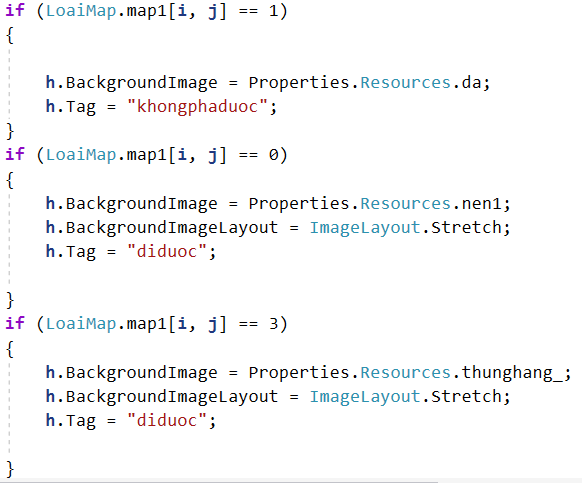 if (LoaiMap.map1[i, j] == 1)
{
h.BackgroundImage = Properties.Resources.da;
h.Tag = "khongphaduoc";
}
if (LoaiMap.map1[i, j] == 0)
{
h.BackgroundImage = Properties.Resources.nen1;
h.BackgroundImageLayout = ImageLayout.Stretch;
h.Tag = "diduoc";
}
if (LoaiMap.map1[i, j] == 3)
{
h.BackgroundImage = Properties.Resources.thunghang_;
h.BackgroundImageLayout = ImageLayout.Stretch;
h.Tag = "diduoc";
}